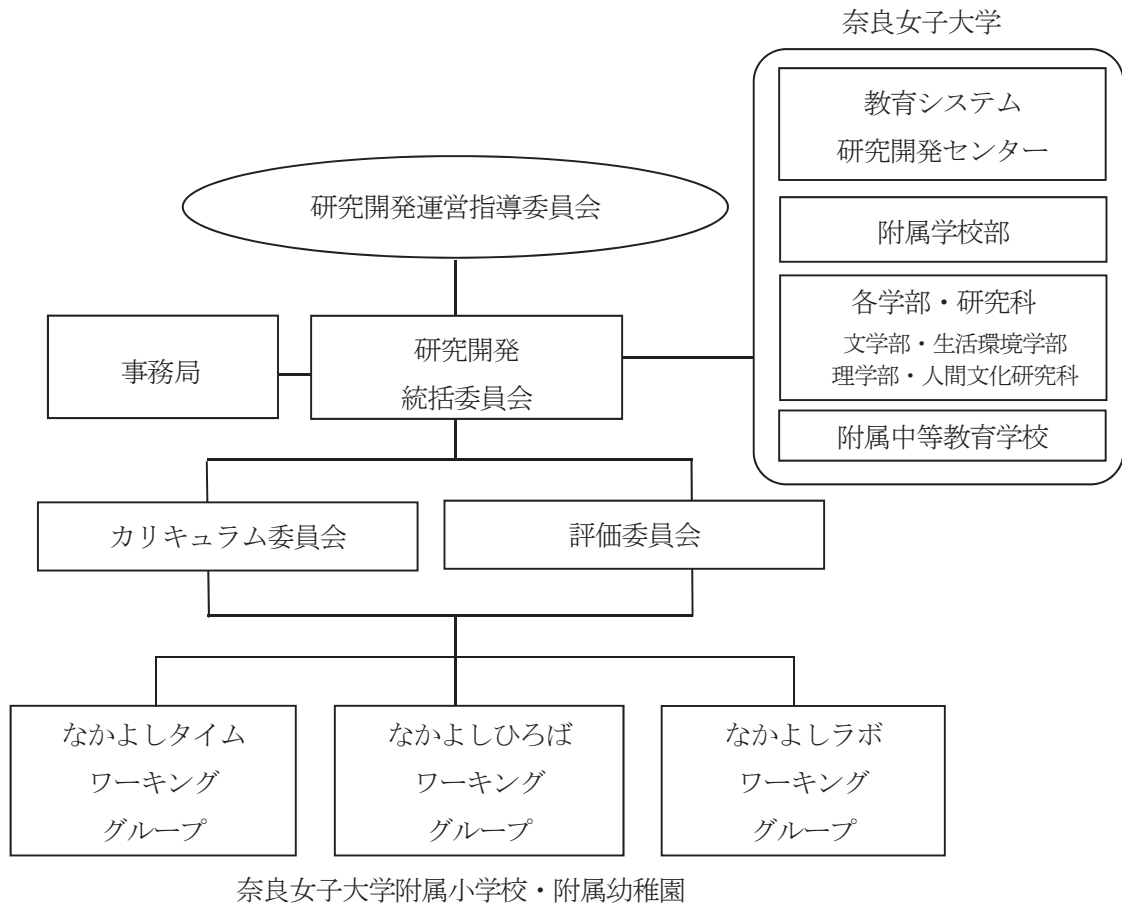 奈良女子大学
教育システム
研究開発センター
附属学校部
各学部・研究科
文学部・生活環境学部
理学部・人間文化研究科
附属中等教育学校
研究開発運営指導委員会
事務局
研究開発
統括委員会
カリキュラム委員会
評価委員会
なかよしタイム
ワーキング
グループ
なかよしひろば
ワーキング
グループ
なかよしラボ
ワーキング
グループ
奈良女子大学附属小学校・附属幼稚園